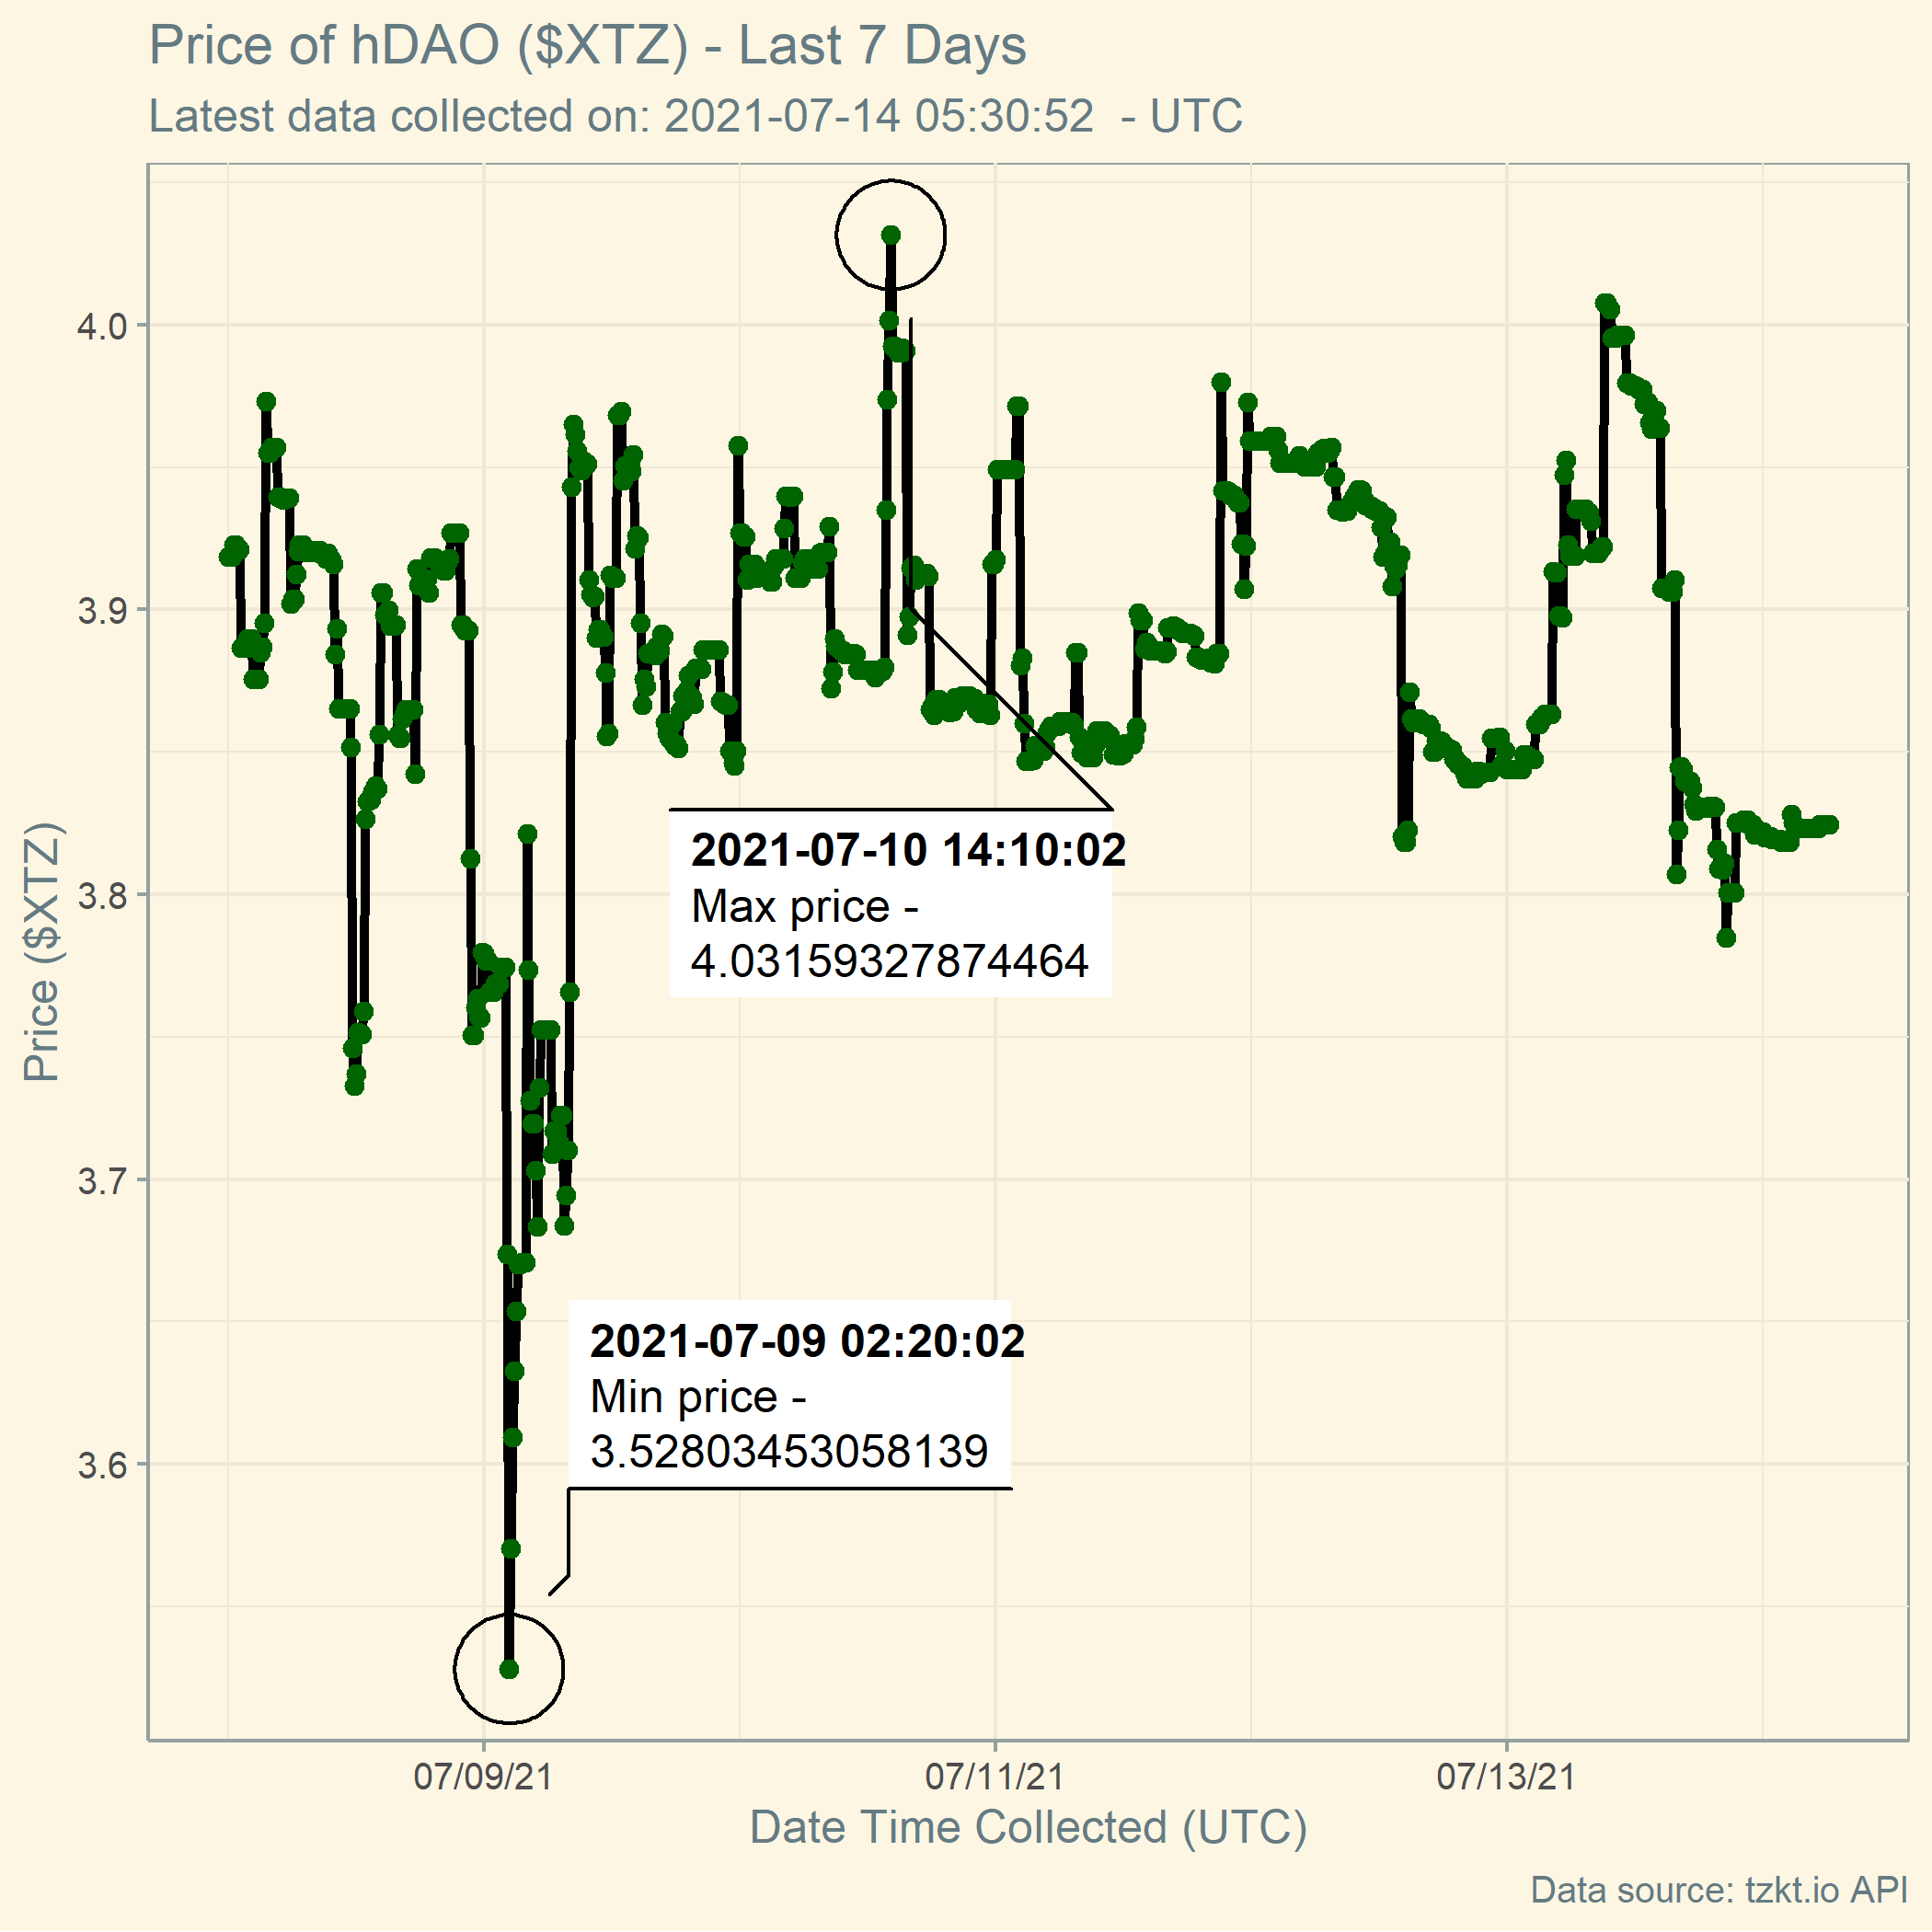 Price of hDAO ($XTZ) - Last 7 Days
Latest data collected on: 2021-07-14 05:30:52  - UTC
Price ($XTZ)
4.0
3.9
3.8
3.7
3.6
2021-07-10 14:10:02
Max price -
4.03159327874464
2021-07-09 02:20:02
Min price -
3.52803453058139
07/09/21
07/11/21
07/13/21
Date Time Collected (UTC)
Data source: tzkt.io API